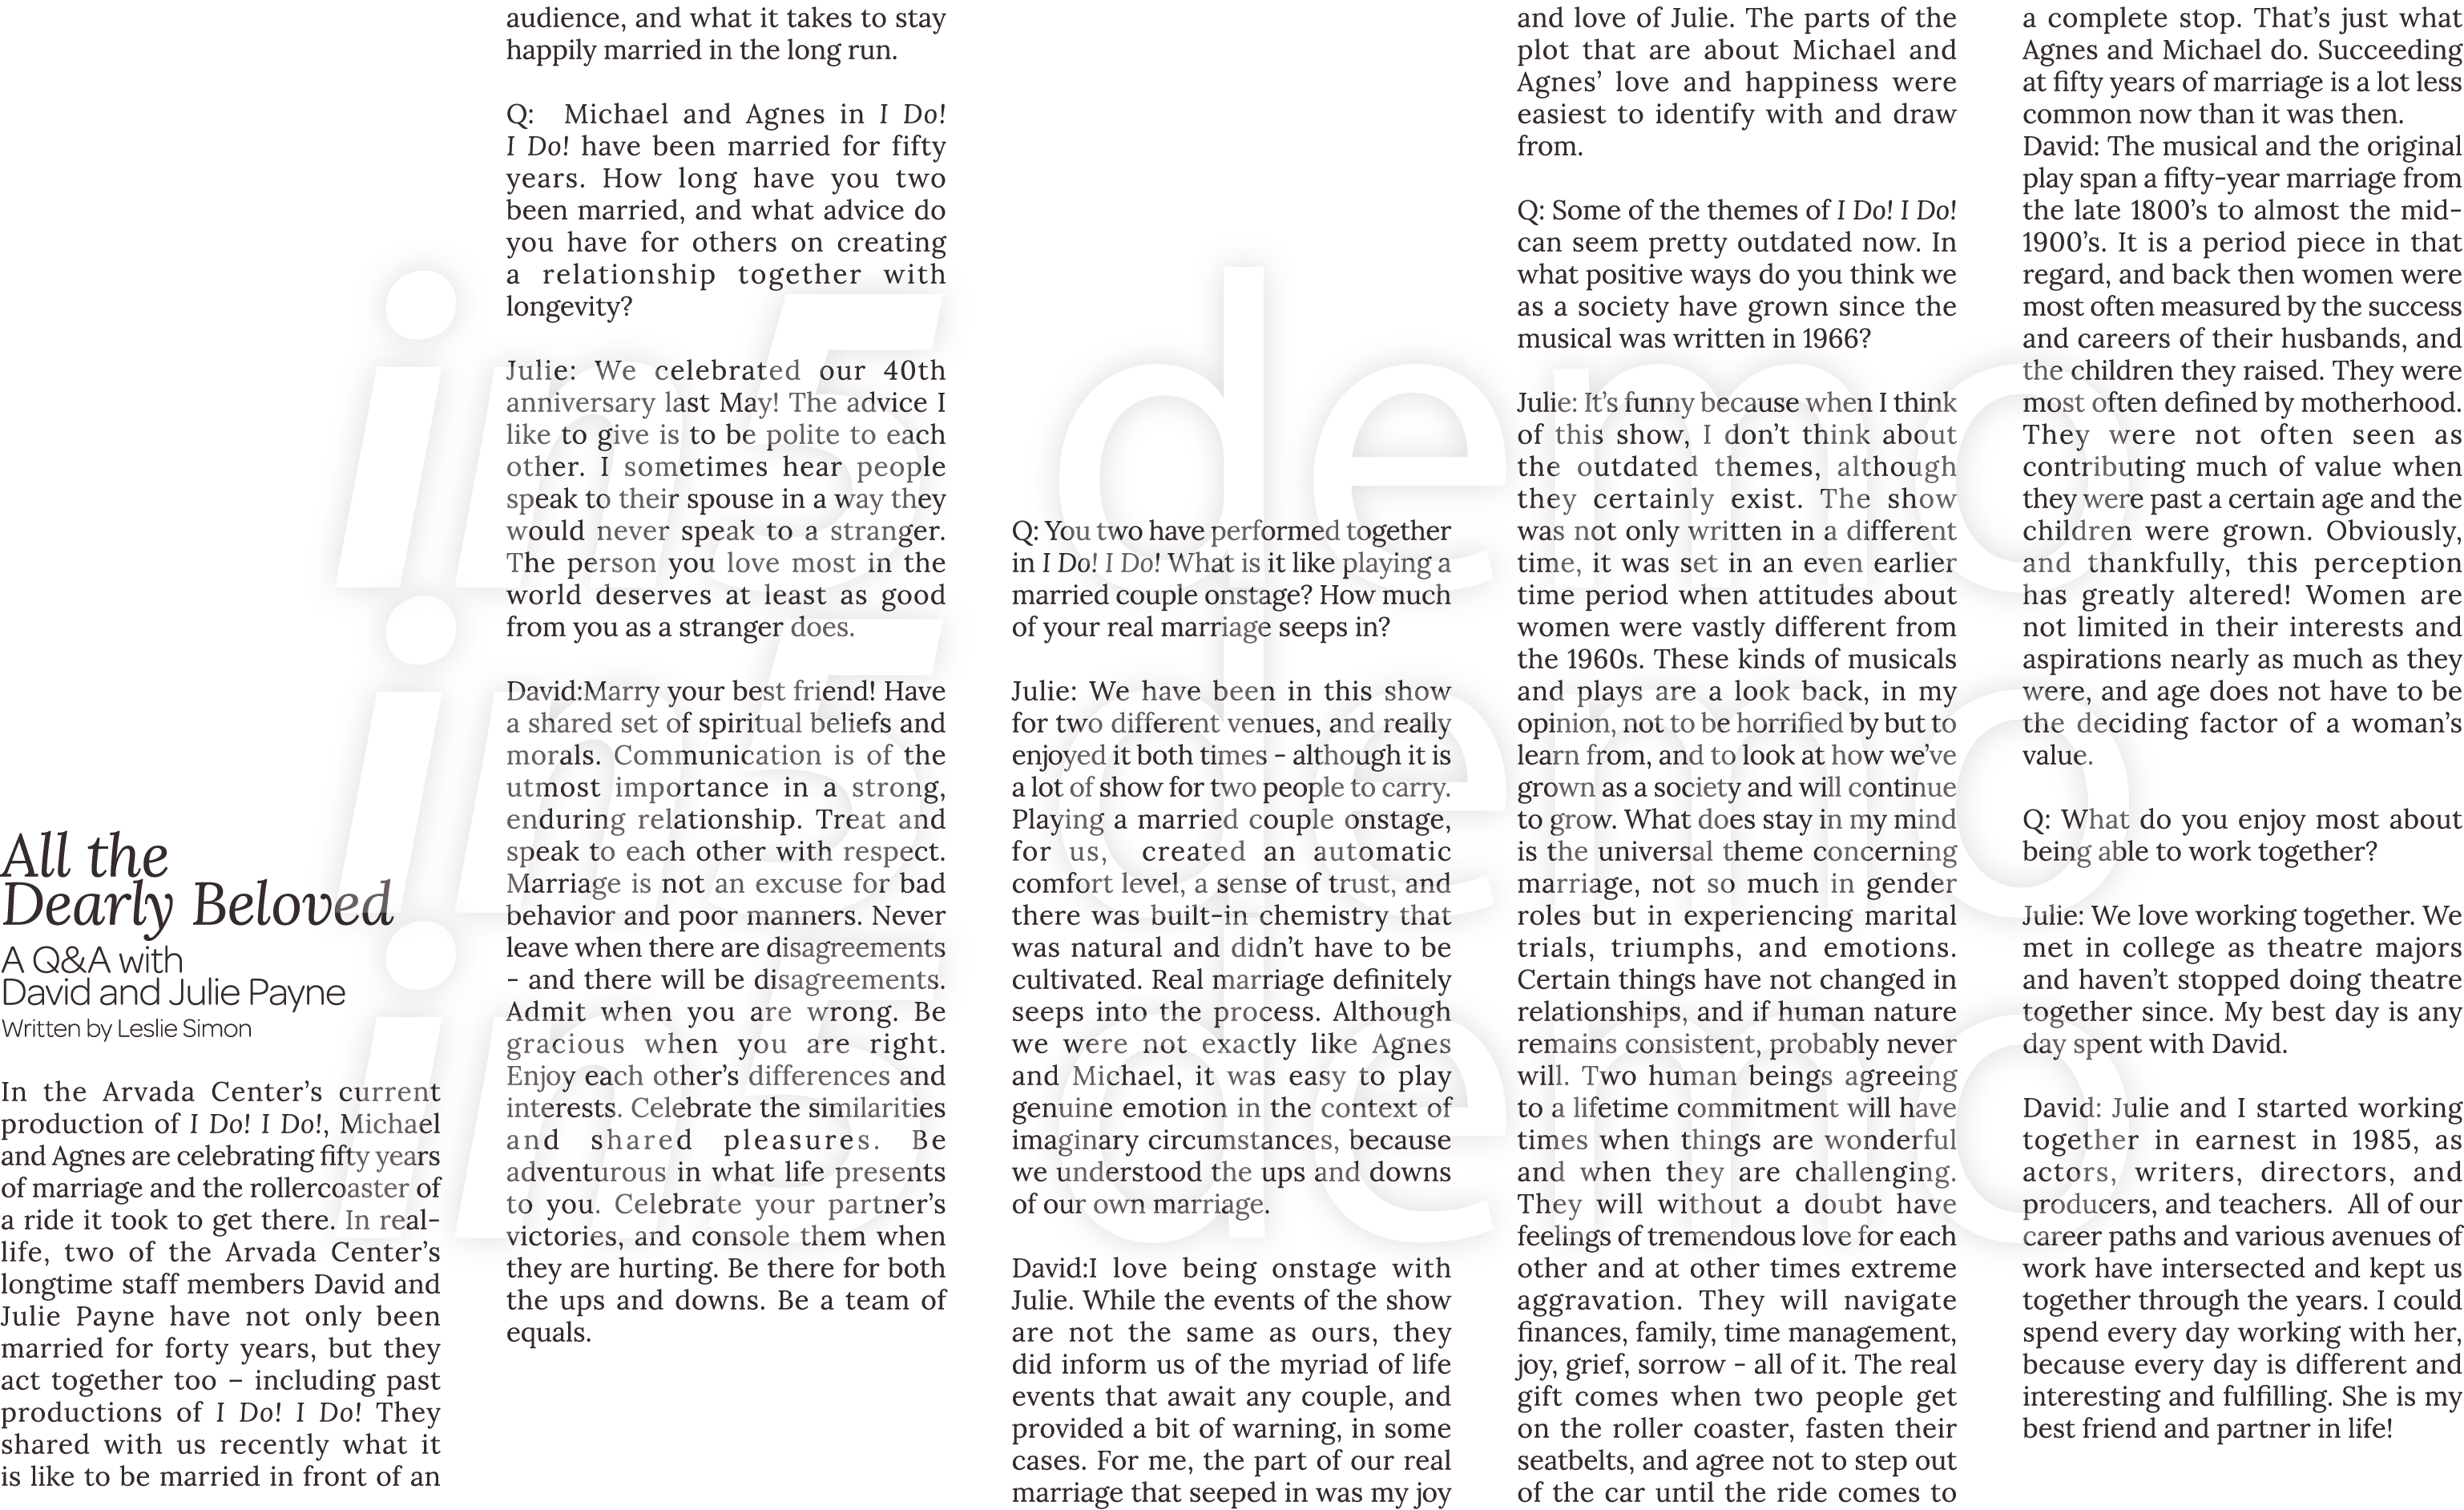 All the
Dearly Beloved
A Q&A with
David and Julie Payne
Written by Leslie Simon
In the Arvada Center's current
production of I Do! I Do!, Michael
and Agnes are celebrating fifty years
of marriage and the rollercoaster of
a ride it took to get there. In real-
life, two of the Arvada Center's
longtime staff members David and
Julie Payne have not only been
married for forty years, but they
act together too – including past
productions of I Do! I Do! They
shared with us recently what it
is like to be married in front of an
audience, and what it takes to stay
happily married in the long run.
Q: Michael and Agnes in I Do!
I Do! have been married for fifty
years. How long have you two
been married, and what advice do
you have for others on creating
a relationship together with
longevity?
Julie: We celebrated our 40th
anniversary last May! The advice I
like to give is to be polite to each
other. I sometimes hear people
speak to their spouse in a way they
would never speak to a stranger.
The person you love most in the
world deserves at least as good
from you as a stranger does.
David:Marry your best friend! Have
a shared set of spiritual beliefs and
morals. Communication is of the
utmost importance in a strong,
enduring relationship. Treat and
speak to each other with respect.
Marriage is not an excuse for bad
behavior and poor manners. Never
leave when there are disagreements
- and there will be disagreements.
Admit when you are wrong. Be
gracious when you are right.
Enjoy each other's differences and
interests. Celebrate the similarities
and shared pleasures. Be
adventurous in what life presents
to you. Celebrate your partner's
victories, and console them when
they are hurting. Be there for both
the ups and downs. Be a team of
equals.
Q: You two have performed together
in I Do! I Do! What is it like playing a
married couple onstage? How much
of your real marriage seeps in?
Julie: We have been in this show
for two different venues, and really
enjoyed it both times - although it is
a lot of show for two people to carry.
Playing a married couple onstage,
for us, created an automatic
comfort level, a sense of trust, and
there was built-in chemistry that
was natural and didn't have to be
cultivated. Real marriage definitely
seeps into the process. Although
we were not exactly like Agnes
and Michael, it was easy to play
genuine emotion in the context of
imaginary circumstances, because
we understood the ups and downs
of our own marriage.
David:I love being onstage with
Julie. While the events of the show
are not the same as ours, they
did inform us of the myriad of life
events that await any couple, and
provided a bit of warning, in some
cases. For me, the part of our real
marriage that seeped in was my joy
and love of Julie. The parts of the
plot that are about Michael and
Agnes' love and happiness were
easiest to identify with and draw
from.
Q: Some of the themes of I Do! I Do!
can seem pretty outdated now. In
what positive ways do you think we
as a society have grown since the
musical was written in 1966?
Julie: It's funny because when I think
of this show, I don't think about
the outdated themes, although
they certainly exist. The show
was not only written in a different
time, it was set in an even earlier
time period when attitudes about
women were vastly different from
the 1960s. These kinds of musicals
and plays are a look back, in my
opinion, not to be horrified by but to
learn from, and to look at how we've
grown as a society and will continue
to grow. What does stay in my mind
is the universal theme concerning
marriage, not so much in gender
roles but in experiencing marital
trials, triumphs, and emotions.
Certain things have not changed in
relationships, and if human nature
remains consistent, probably never
will. Two human beings agreeing
to a lifetime commitment will have
times when things are wonderful
and when they are challenging.
They will without a doubt have
feelings of tremendous love for each
other and at other times extreme
aggravation. They will navigate
finances, family, time management,
joy, grief, sorrow - all of it. The real
gift comes when two people get
on the roller coaster, fasten their
seatbelts, and agree not to step out
of the car until the ride comes to
a complete stop. That's just what
Agnes and Michael do. Succeeding
at fifty years of marriage is a lot less
common now than it was then.
David: The musical and the original
play span a fifty-year marriage from
the late 1800's to almost the mid-
1900's. It is a period piece in that
regard, and back then women were
most often measured by the success
and careers of their husbands, and
the children they raised. They were
most often defined by motherhood.
They were not often seen as
contributing much of value when
they were past a certain age and the
children were grown. Obviously,
and thankfully, this perception
has greatly altered! Women are
not limited in their interests and
aspirations nearly as much as they
were, and age does not have to be
the deciding factor of a woman's
value.
Q: What do you enjoy most about
being able to work together?
Julie: We love working together. We
met in college as theatre majors
and haven't stopped doing theatre
together since. My best day is any
day spent with David.
David: Julie and I started working
together in earnest in 1985, as
actors, writers, directors, and
producers, and teachers. All of our
career paths and various avenues of
work have intersected and kept us
together through the years. I could
spend every day working with her,
because every day is different and
interesting and fulfilling. She is my
best friend and partner in life!
in5 demo
in5 demo
in5 demo